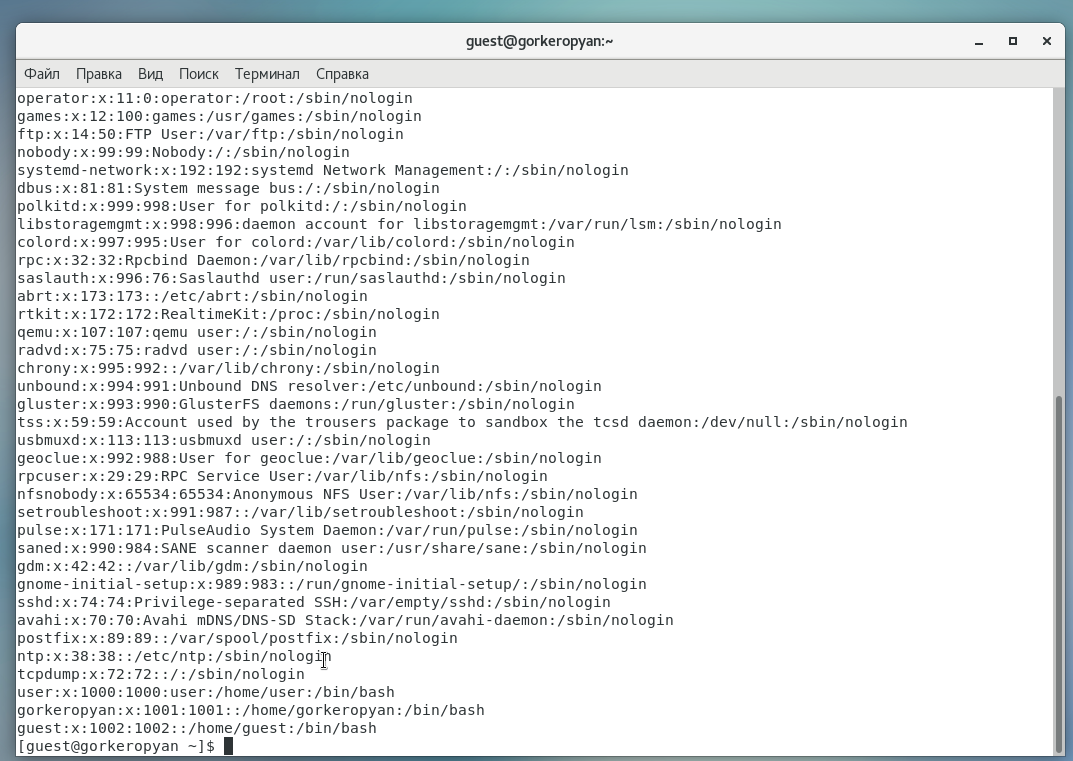 guest@gorkeropyan:~
Файл Правка Вид Поиск Терминал Справка
operator:x:11:0:operator:/root:/sbin/nologin
games:x:12:100:games:/usr/games:/sbin/nologin
ftp:x:14:50:FTP User:/var/ftp:/sbin/nologin
nobody:x:99:99:Nobody:/:/sbin/nologin
systemd-network:x:192:192:systemd Network Management:/:/sbin/nologin
dbus:x:81:81:System message bus:/:/sbin/nologin
polkitd:x:999:998:User for polkitd:/:/sbin/nologin
libstoragemgmt:x:998:996:daemon account for libstoragemgmt:/var/run/lsm:/sbin/nologin
colord:x:997:995:User for colord:/var/lib/colord:/sbin/nologin
rpc:x:32:32:Rpcbind Daemon:/var/lib/rpcbind:/sbin/nologin
saslauth:x:996:76:Saslauthd user:/run/saslauthd:/sbin/nologin
abrt:x:173:173::/etc/abrt:/sbin/nologin
rtkit:x:172:172:RealtimeKit:/proc:/sbin/nologin
qemu:x:107:107:qemu user:/:/sbin/nologin
radvd:x:75:75:radvd user:/:/sbin/nologin
chrony:x:995:992::/var/lib/chrony:/sbin/nologin
unbound:x:994:991:Unbound DNS resolver:/etc/unbound:/sbin/nologin
gluster:x:993:990:GlusterFS daemons:/run/gluster:/sbin/nologin
tss:x:59:59:Account used by the trousers package to sandbox the tcsd daemon:/dev/null:/sbin/nologin
usbmuxd:x:113:113:usbmuxd user:/:/sbin/nologin
geoclue:x:992:988:User for geoclue:/var/lib/geoclue:/sbin/nologin
rpcuser:x:29:29:RPC Service User:/var/lib/nfs:/sbin/nologin
nfsnobody:x:65534:65534:Anonymous NFS User:/var/lib/nfs:/sbin/nologin
setroubleshoot:x:991:987::/var/lib/setroubleshoot:/sbin/nologin
pulse:x:171:171:PulseAudio System Daemon:/var/run/pulse:/sbin/nologin
saned:x:990:984:SANE scanner daemon user:/usr/share/sane:/sbin/nologin
gdm:x:42:42::/var/lib/gdm:/sbin/nologin
gnome-initial-setup:x:989:983::/run/gnome-initial-setup/:/sbin/nologin
sshd:x:74:74:Privilege-separated SSH:/var/empty/sshd:/sbin/nologin
avahi:x:70:70:Avahi mDNS/DNS-SD Stack:/var/run/avahi-daemon:/sbin/nologin
postfix:x:89:89::/var/spool/postfix:/sbin/nologin
ntp:x:38:38::/etc/ntp:/sbin/nologin
tcpdump:x:72:72::/:/sbin/nologin
user:x:1000:1000:user:/home/user:/bin/bash
gorkeropyan:x:1001:1001::/home/gorkeropyan:/bin/bash
guest:x:1002:1002::/home/guest:/bin/bash
[guest@gorkeropyan ~]$